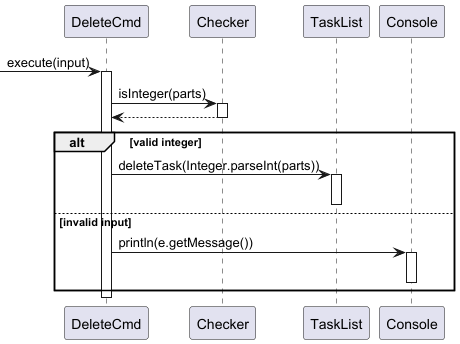 DeleteCmd Checker TaskList Console
execute(input)
isInteger(parts)
alt [valid integer]
deleteTask(Integer.parseInt(parts))
[invalid input]
println(e.getMessage())
DeleteCmd Checker TaskList Console